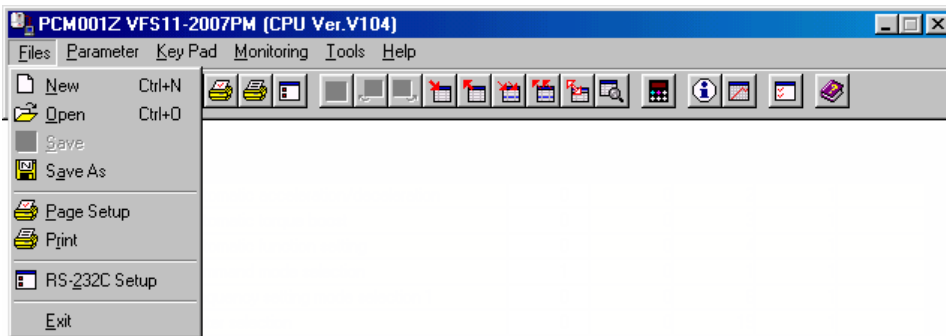 PCM001Z VFS11-2007PM (CPU Ver.V104)
Files Parameter Key Pad Monitoring Tools Help
New Ctrl+N
Open Ctrl+O
Save
Save As
Page Setup
Print
RS-232C Setup
Exit